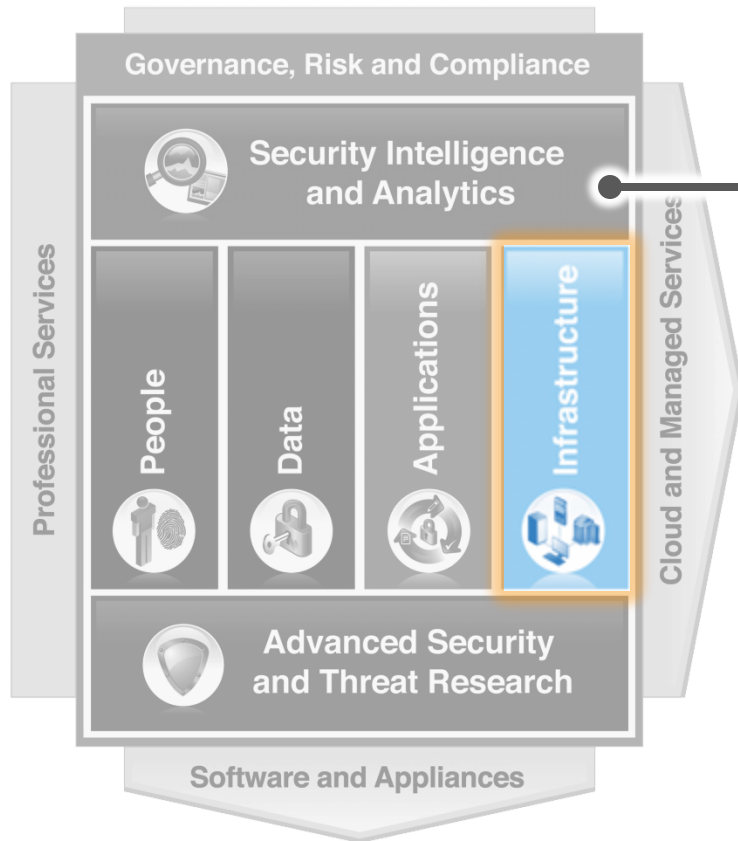 Governance, Risk and Compliance
Security Intelligence
and Analytics
Professional Services
People
Data
Applications
Infrastructure
Cloud and Managed Services
Advanced Security
and Threat Research
Software and Appliances